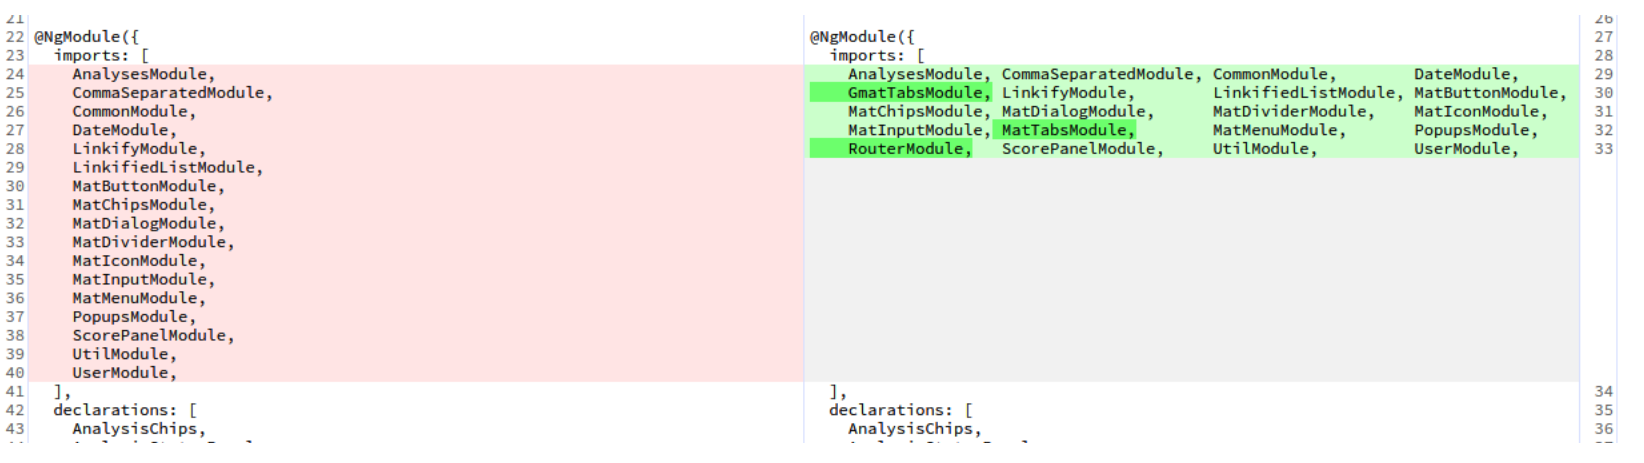 21
22 @NgModule({
23 imports: [
24 AnalysesModule,
25 CommaSeparatedModule,
26 CommonModule,
27 DateModule,
28 LinkifyModule,
29 LinkifiedListModule,
30 MatButtonModule,
31 MatChipsModule,
32 MatDialogModule,
33 MatDividerModule,
34 MatIconModule,
35 MatInputModule,
36 MatMenuModule,
37 PopupsModule,
38 ScorePanelModule,
39 UtilModule,
40 UserModule,
41 ],
42 declarations: [
43 AnalysisChips,
26
@NgModule({ 27
imports: [ 28
AnalysesModule, CommaSeparatedModule, CommonModule, DateModule, 29
GmatTabsModule, LinkifyModule, LinkifiedListModule, MatButtonModule, 30
MatChipsModule, MatDialogModule, MatDividerModule, MatIconModule, 31
MatInputModule, MatTabsModule, MatMenuModule, PopupsModule, 32
RouterModule, ScorePanelModule, UtilModule, UserModule, 33
], 34
declarations: [ 35
AnalysisChips, 36